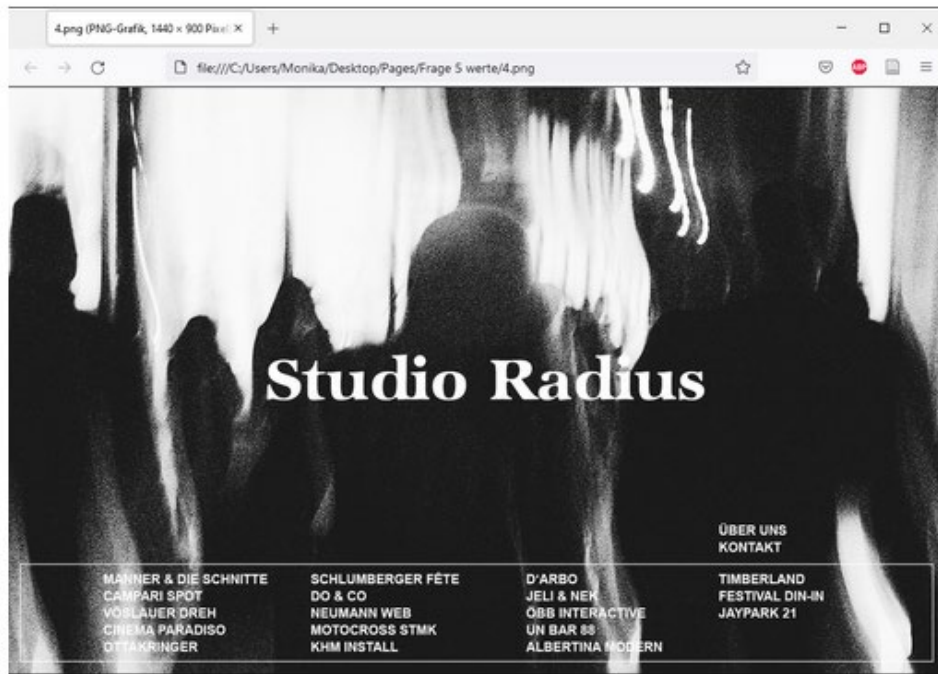 4.png (PNG-Grafik, 1440 × 900 Pixel
file:///C:/Users/Monika/Desktop/Pages/Frage 5 werte/4.png
ABP
Studio Radius
ÜBER UNS
KONTAKT
MANNER & DIE SCHNITTE
CAMPARI SPOT
VÖSLAUER DREH
CINEMA PARADISO
OTTAKRINGER
SCHLUMBERGER FÊTE
DO & CO
NEUMANN WEB
MOTOCROSS STMK
KHM INSTALL
D'ARBO
JELI & NEK
ÖBB INTERACTIVE
UN BAR 88
ALBERTINA MODERN
TIMBERLAND
FESTIVAL DIN-IN
JAYPARK 21